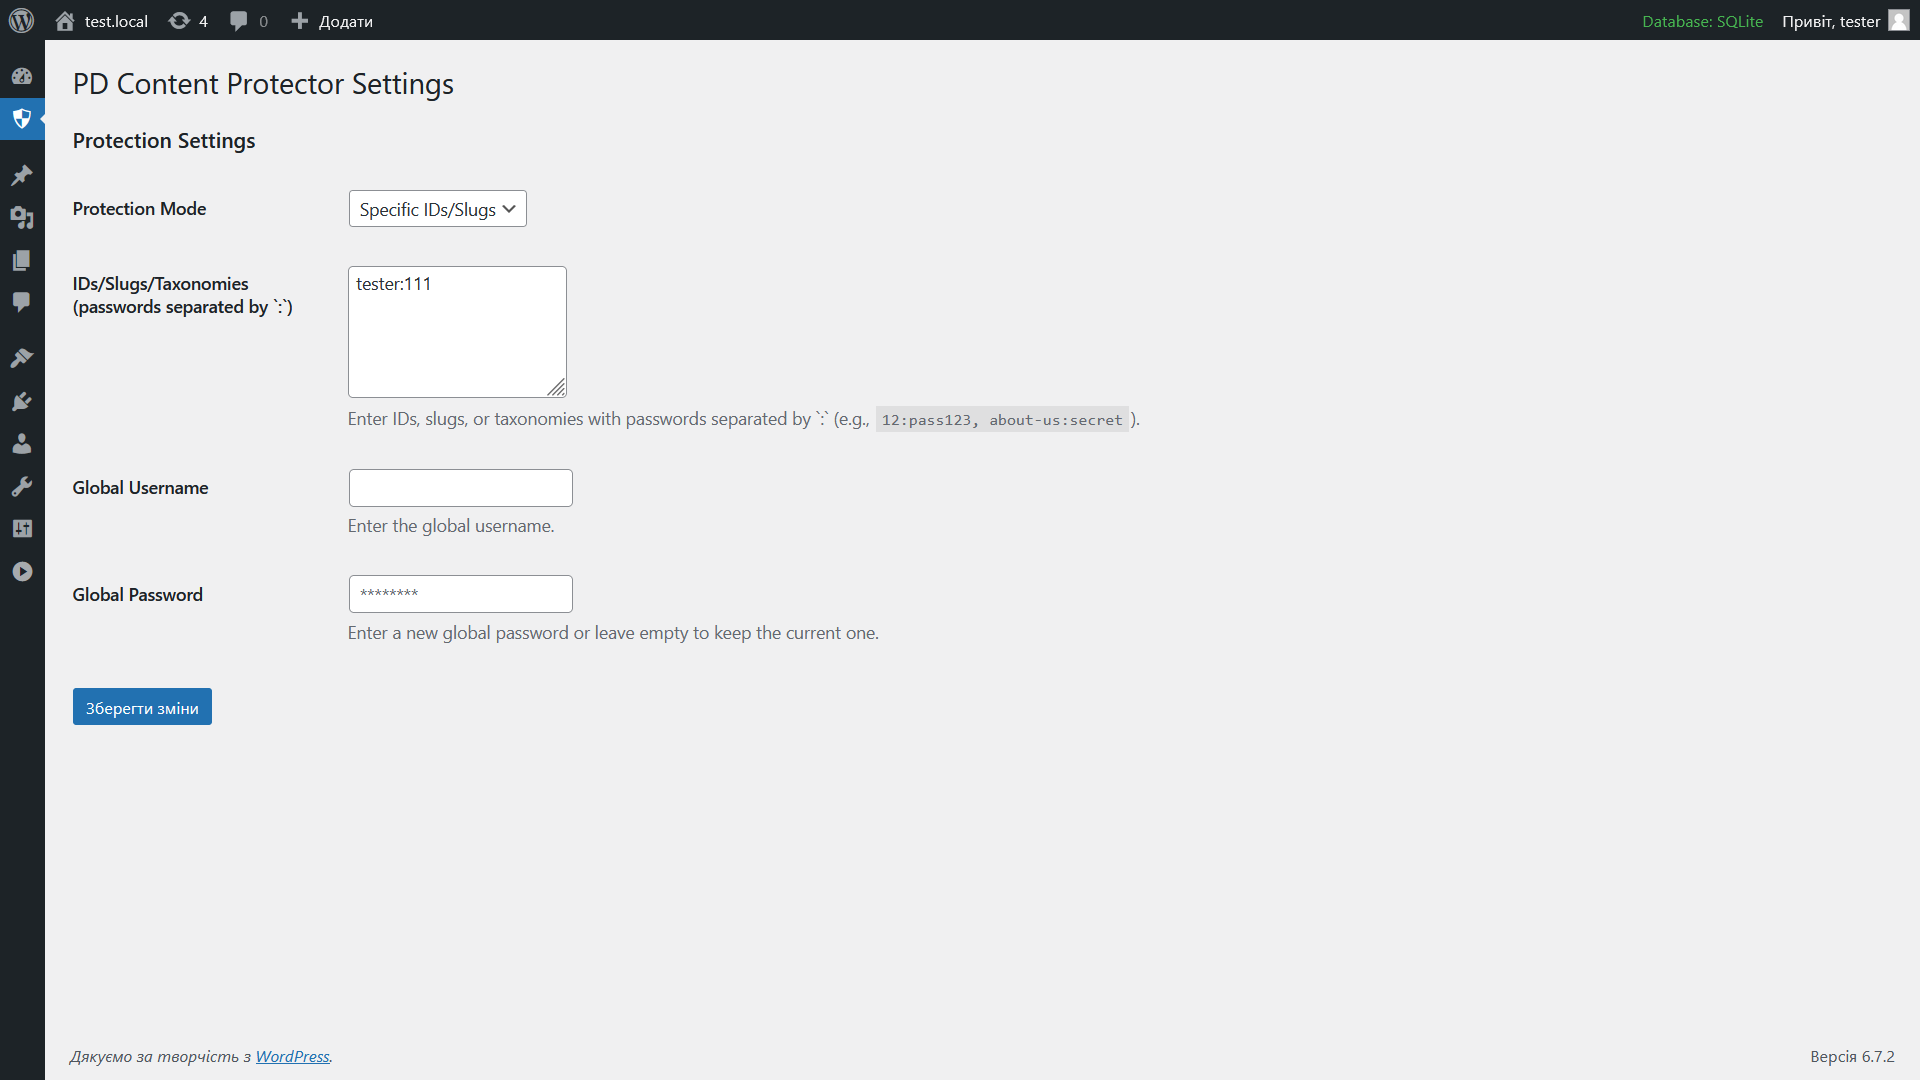 test.local
4
0
Додати
Database: SQLite
Привіт, tester
PD Content Protector Settings
Protection Settings
Protection Mode
Specific IDs/Slugs
IDs/Slugs/Taxonomies
(passwords separated by `:`)
tester:111
Enter IDs, slugs, or taxonomies with passwords separated by `:` (e.g., 12:pass123, about-us:secret ).
Global Username
Enter the global username.
Global Password
********
Enter a new global password or leave empty to keep the current one.
Зберегти зміни
Дякуємо за творчість з WordPress.
Версія 6.7.2